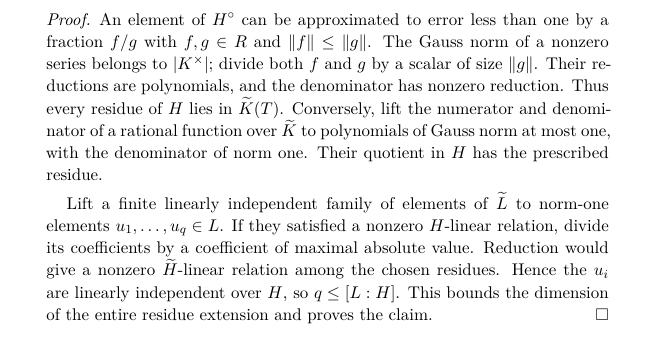 Proof. An element of H° can be approximated to error less than one by a
fraction f/g with f, g ∈ R and ‖f‖ ≤ ‖g‖. The Gauss norm of a nonzero
series belongs to |K×|; divide both f and g by a scalar of size ‖g‖. Their re-
ductions are polynomials, and the denominator has nonzero reduction. Thus
every residue of H lies in K̃(T). Conversely, lift the numerator and denomi-
nator of a rational function over K̃ to polynomials of Gauss norm at most one,
with the denominator of norm one. Their quotient in H has the prescribed
residue.
Lift a finite linearly independent family of elements of L̃ to norm-one
elements u₁, . . . , u_q ∈ L. If they satisfied a nonzero H-linear relation, divide
its coefficients by a coefficient of maximal absolute value. Reduction would
give a nonzero H̃-linear relation among the chosen residues. Hence the uᵢ
are linearly independent over H, so q ≤ [L : H]. This bounds the dimension
of the entire residue extension and proves the claim. □